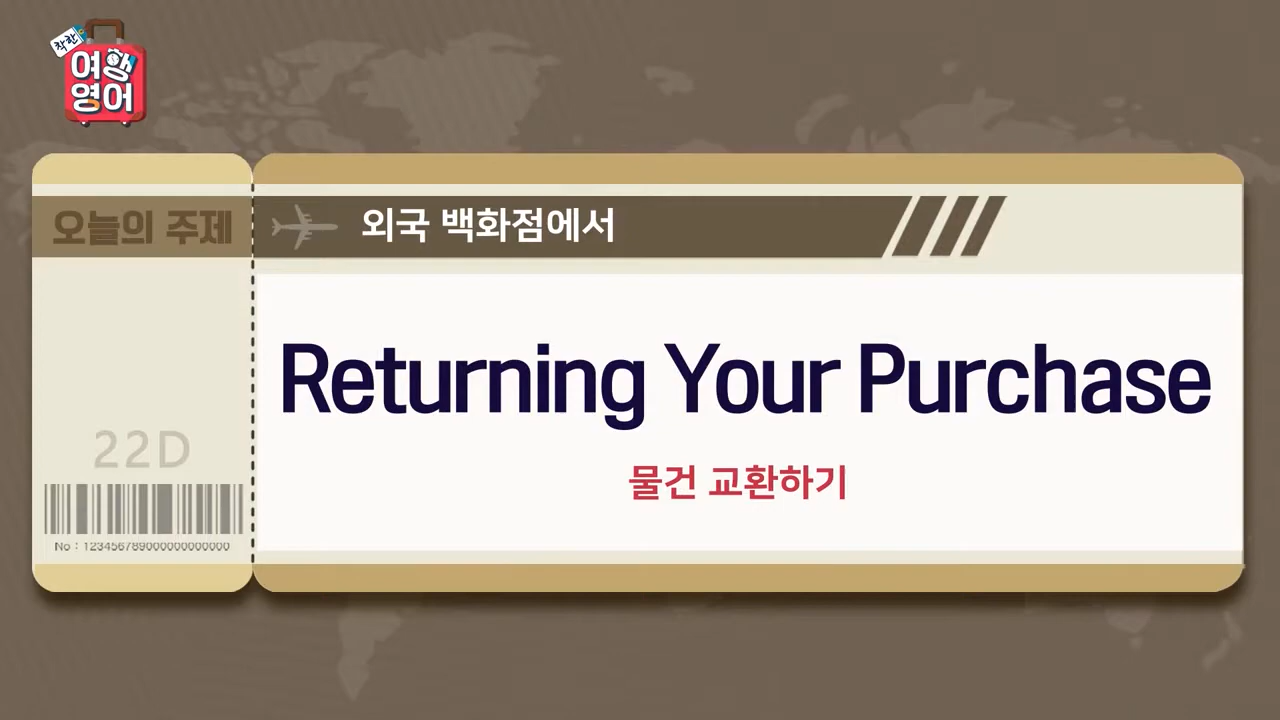 착한
여행
영어
오늘의 주제
외국 백화점에서
Returning Your Purchase
물건 교환하기
22D
No : 123456789000000000000